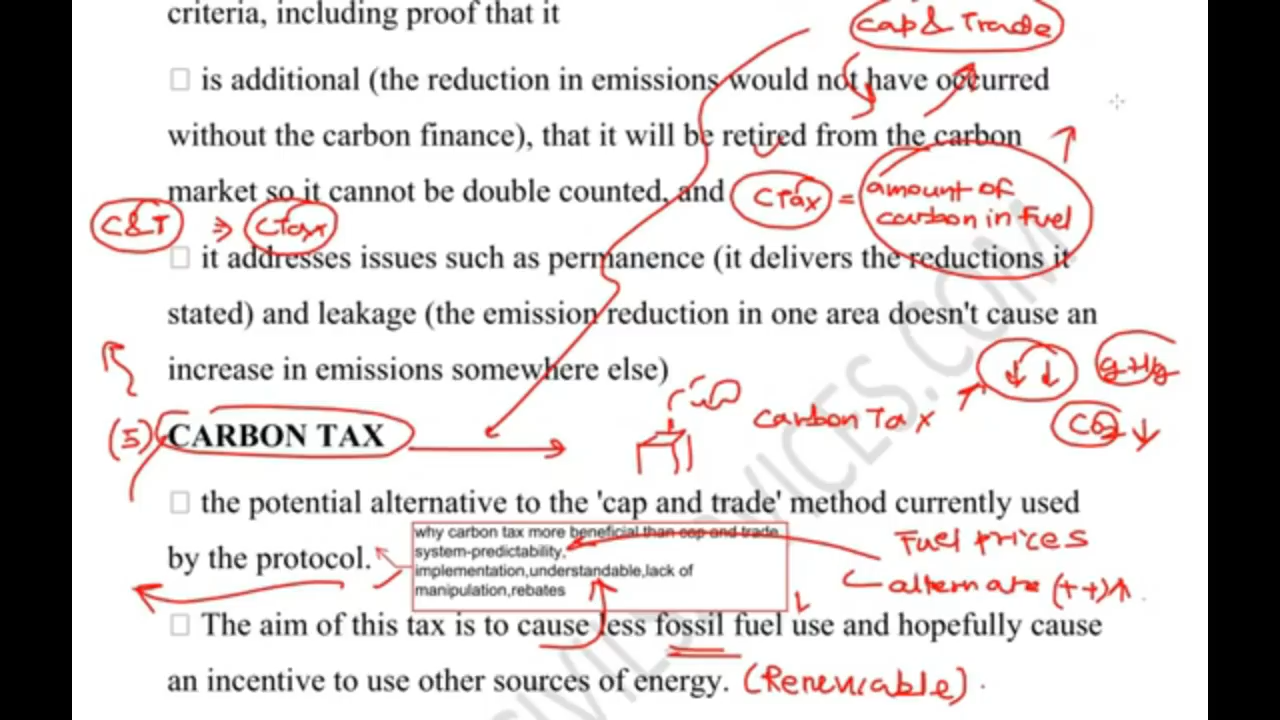 criteria, including proof that it
cap & Trade
is additional (the reduction in emissions would not have occurred
without the carbon finance), that it will be retired from the carbon
market so it cannot be double counted, and
CTax = amount of
carbon in fuel
C&T ⇒ CTax
it addresses issues such as permanence (it delivers the reductions it
stated) and leakage (the emission reduction in one area doesn't cause an
increase in emissions somewhere else)
(5) CARBON TAX
carbon Tax
↓ ↓
CO2 ↓
the potential alternative to the 'cap and trade' method currently used
by the protocol.
why carbon tax more beneficial than cap and trade
system-predictability,
implementation,understandable,lack of
manipulation,rebates
Fuel prices
alternate (++)↑
The aim of this tax is to cause less fossil fuel use and hopefully cause
an incentive to use other sources of energy. (Renewable)